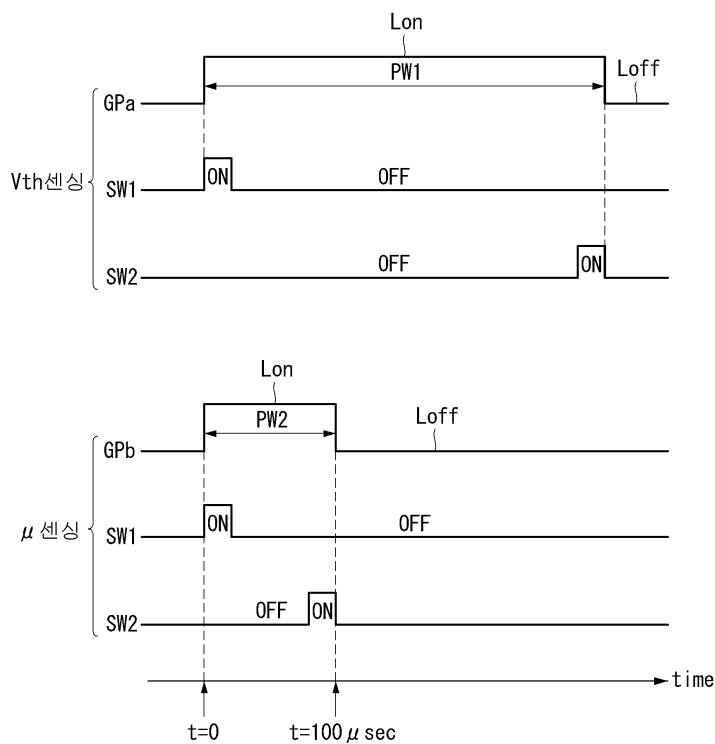 Lon
PW1
Loff
GPa
Vth센싱
SW1
ON
OFF
SW2
OFF
ON
Lon
PW2
Loff
GPb
μ센싱
SW1
ON
OFF
SW2
OFF
ON
time
t=0
t=100μsec